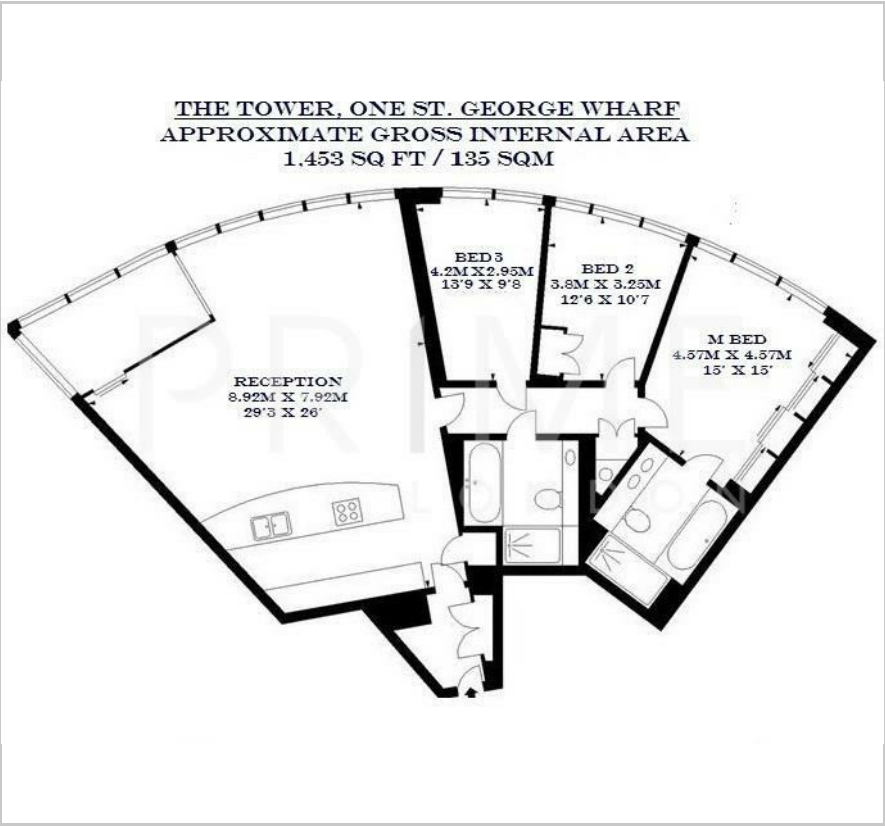 THE TOWER, ONE ST. GEORGE WHARF
APPROXIMATE GROSS INTERNAL AREA
1,453 SQ FT / 135 SQM
BED 3
4.2M X 2.95M
13'9 X 9'8
BED 2
3.8M X 3.25M
12'6 X 10'7
M BED
4.57M X 4.57M
15' X 15'
RECEPTION
8.92M X 7.92M
29'3 X 26'
PRIME
LONDON